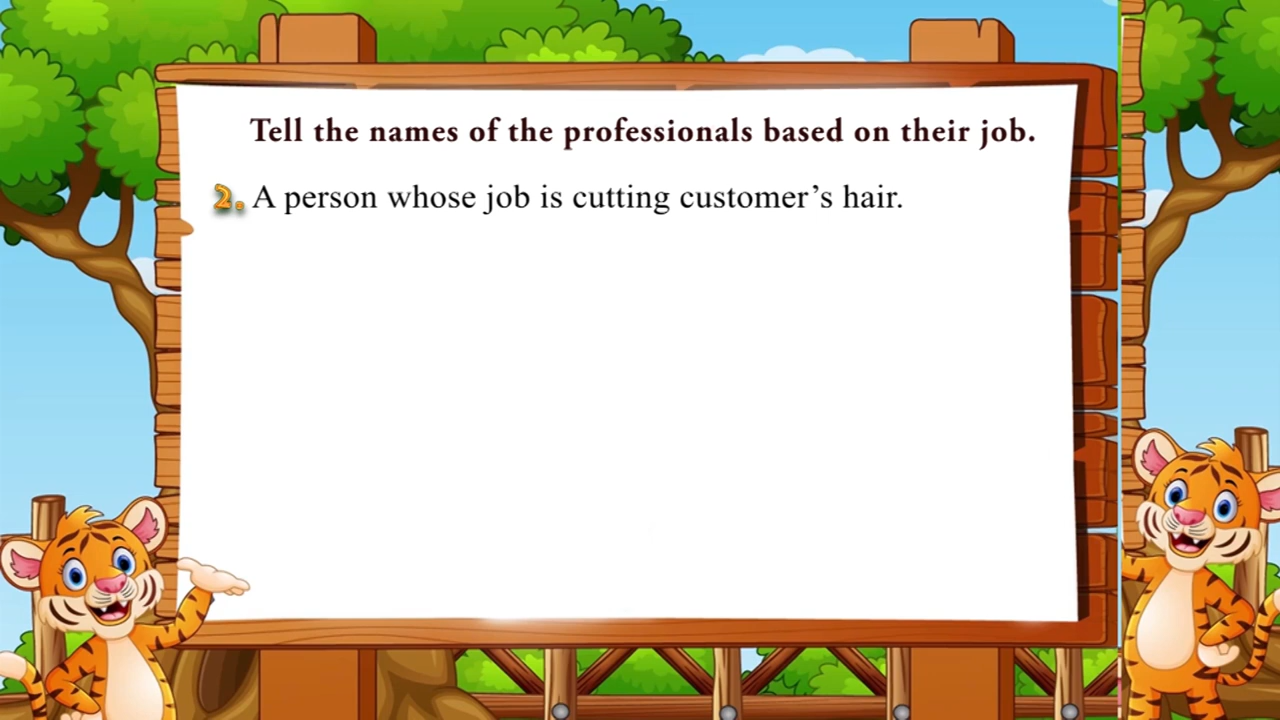 Tell the names of the professionals based on their job.
2. A person whose job is cutting customer’s hair.